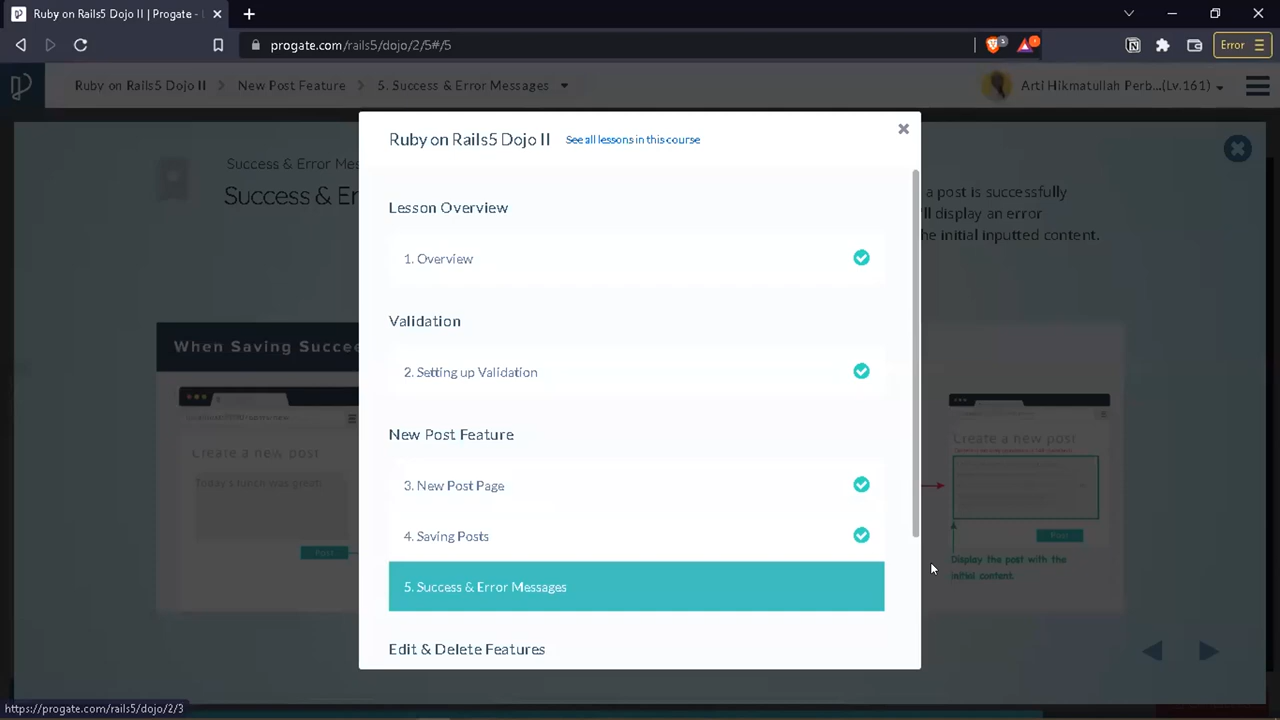 Ruby on Rails5 Dojo II | Progate -
progate.com/rails5/dojo/2/5#/5
Error
Ruby on Rails5 Dojo II
New Post Feature
5. Success & Error Messages
Arti Hikmatullah Perb...(Lv.161)
Ruby on Rails5 Dojo II
See all lessons in this course
Success & Error Mes
Success & Er
a post is successfully
ll display an error
he initial inputted content.
Lesson Overview
1. Overview
Validation
2. Setting up Validation
New Post Feature
3. New Post Page
4. Saving Posts
5. Success & Error Messages
Edit & Delete Features
When Saving Succee
Create a new post
Today's lunch was great!
Post
Create a new post
Post
Display the post with the
initial content.
https://progate.com/rails5/dojo/2/3